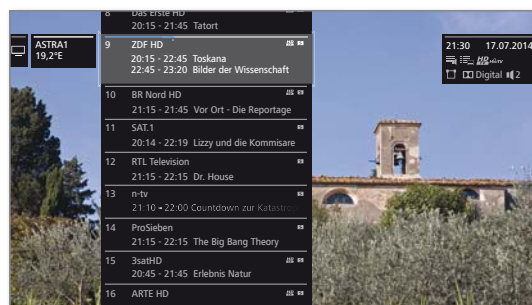 8 Das Erste HD
20:15 - 21:45 Tatort
ASTRA1
19,2°E
9 ZDF HD
20:15 - 22:45 Toskana
22:45 - 23:20 Bilder der Wissenschaft
21:30 17.07.2014
Digital 2
10 BR Nord HD
21:15 - 21:45 Vor Ort - Die Reportage
11 SAT.1
20:14 - 22:19 Lizzy und die Kommisare
12 RTL Television
21:15 - 22:15 Dr. House
13 n-tv
21:10 - 22:00 Countdown zur Katastro
14 ProSieben
21:15 - 22:15 The Big Bang Theory
15 3satHD
20:45 - 21:45 Erlebnis Natur
16 ARTE HD